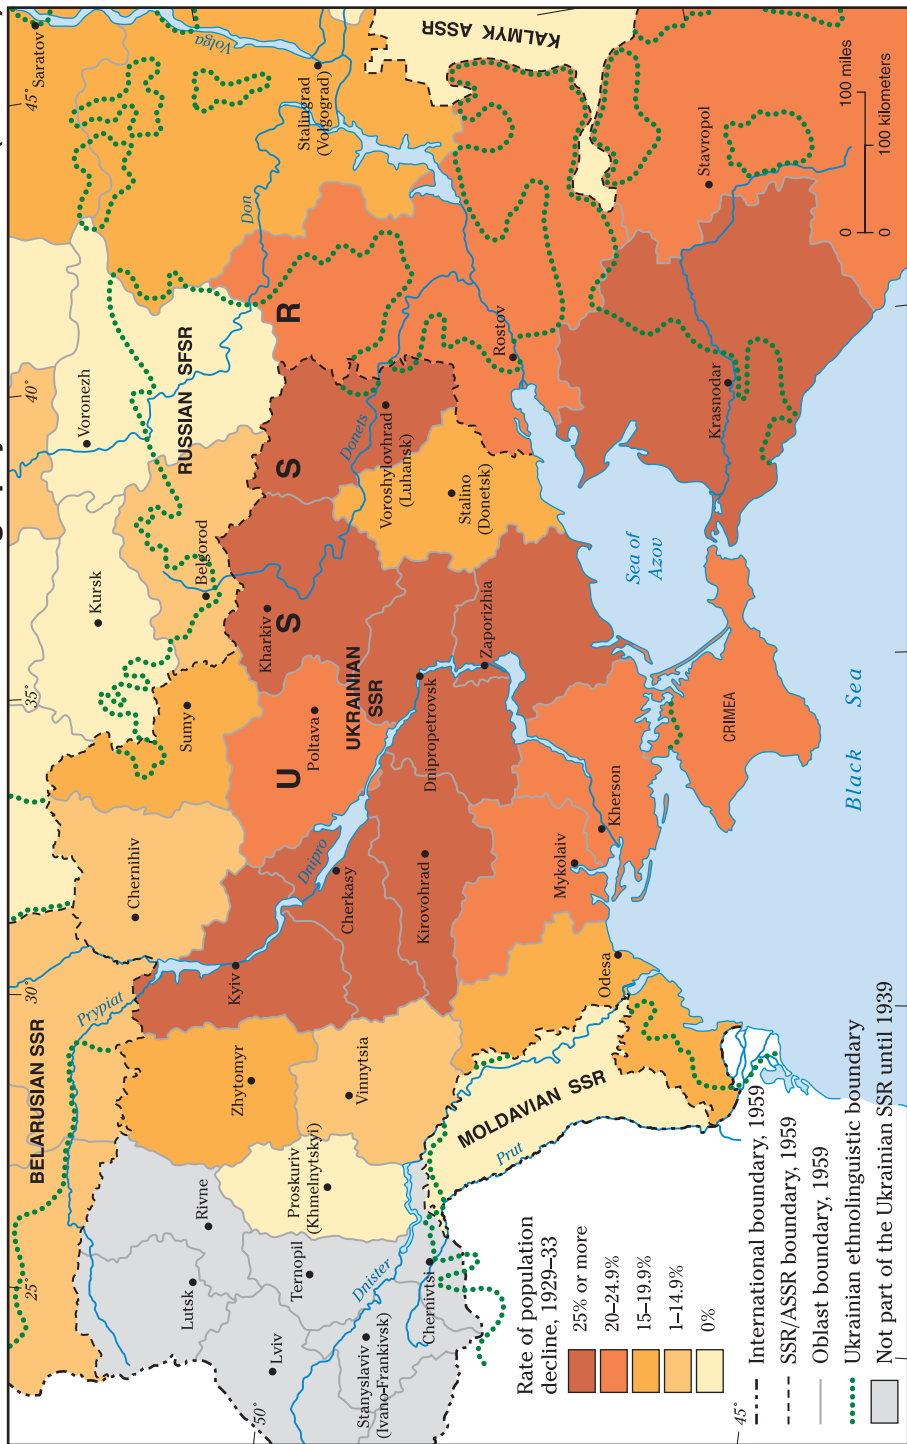 BELARUSIAN SSR
RUSSIAN SFSR
UKRAINIAN
SSR
MOLDAVIAN SSR
KALMYK ASSR
U S S R
25°
30°
35°
40°
45°
50°
45°
Saratov
Volga
Stalingrad
(Volgograd)
Don
Voronezh
Kursk
Belgorod
Sumy
Chernihiv
Prypiat
Kyiv
Zhytomyr
Rivne
Lutsk
Lviv
Ternopil
Proskuriv
(Khmelnytskyi)
Vinnytsia
Stanyslaviv
(Ivano-Frankivsk)
Chernivtsi
Dnister
Prut
Cherkasy
Dnipro
Poltava
Kharkiv
Donets
Voroshylovhrad
(Luhansk)
Stalino
(Donetsk)
Kirovohrad
Dnipropetrovsk
Zaporizhia
Mykolaiv
Kherson
Odesa
CRIMEA
Sea of
Azov
Black Sea
Rostov
Krasnodar
Stavropol
0 100 miles
0 100 kilometers
Rate of population
decline, 1929–33
25% or more
20–24.9%
15–19.9%
1–14.9%
0%
International boundary, 1959
SSR/ASSR boundary, 1959
Oblast boundary, 1959
Ukrainian ethnolinguistic boundary
Not part of the Ukrainian SSR until 1939